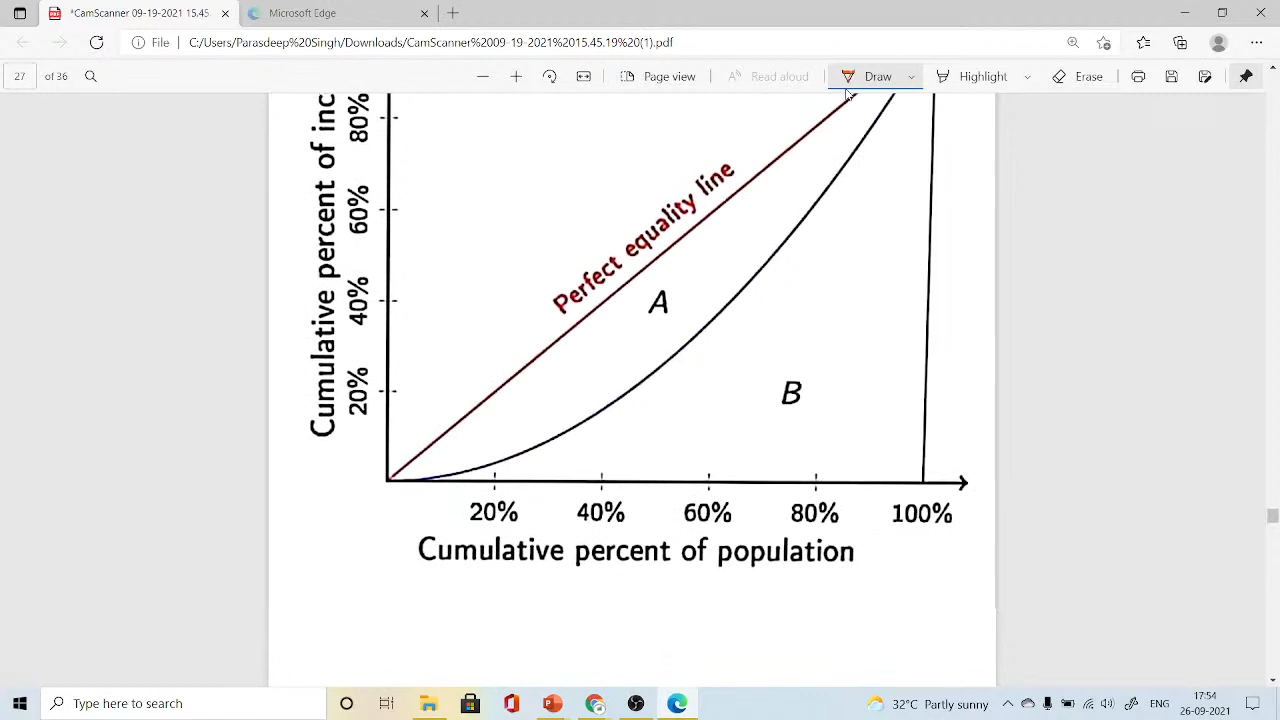 *CamScanner 09-19-2021 15.45
Microsoft Edge
File
C:/Users/Parasdeep%20Singh/Downloads/CamScanner%2009-19-2021%2015.45.19%20(1).pdf
27 of 36
Page view
Read aloud
Draw
Highlight
Erase
Cumulative percent of inc
80%
60%
40%
20%
Perfect equality line
A
B
20% 40% 60% 80% 100%
Cumulative percent of population
Type here to search
32°C Partly sunny
ENG
17:54
26-09-2021